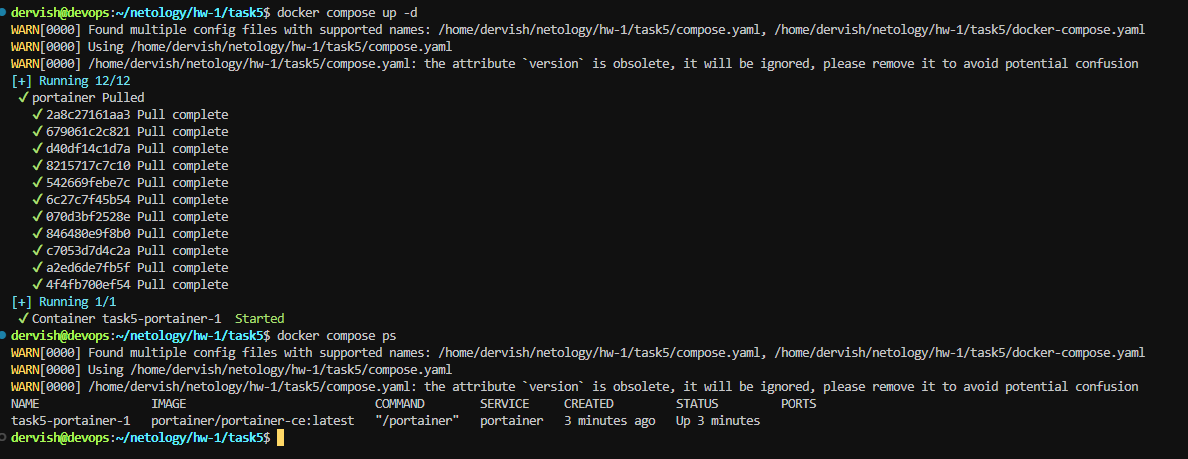 dervish@devops:~/netology/hw-1/task5$ docker compose up -d
WARN[0000] Found multiple config files with supported names: /home/dervish/netology/hw-1/task5/compose.yaml, /home/dervish/netology/hw-1/task5/docker-compose.yaml
WARN[0000] Using /home/dervish/netology/hw-1/task5/compose.yaml
WARN[0000] /home/dervish/netology/hw-1/task5/compose.yaml: the attribute `version` is obsolete, it will be ignored, please remove it to avoid potential confusion
[+] Running 12/12
✓ portainer Pulled
✓ 2a8c27161aa3 Pull complete
✓ 679061c2c821 Pull complete
✓ d40df14c1d7a Pull complete
✓ 8215717c7c10 Pull complete
✓ 542669febe7c Pull complete
✓ 6c27c7f45b54 Pull complete
✓ 070d3bf2528e Pull complete
✓ 846480e9f8b0 Pull complete
✓ c7053d7d4c2a Pull complete
✓ a2ed6de7fb5f Pull complete
✓ 4f4fb700ef54 Pull complete
[+] Running 1/1
✓ Container task5-portainer-1 Started
dervish@devops:~/netology/hw-1/task5$ docker compose ps
WARN[0000] Found multiple config files with supported names: /home/dervish/netology/hw-1/task5/compose.yaml, /home/dervish/netology/hw-1/task5/docker-compose.yaml
WARN[0000] Using /home/dervish/netology/hw-1/task5/compose.yaml
WARN[0000] /home/dervish/netology/hw-1/task5/compose.yaml: the attribute `version` is obsolete, it will be ignored, please remove it to avoid potential confusion
NAME IMAGE COMMAND SERVICE CREATED STATUS PORTS
task5-portainer-1 portainer/portainer-ce:latest "/portainer" portainer 3 minutes ago Up 3 minutes
dervish@devops:~/netology/hw-1/task5$